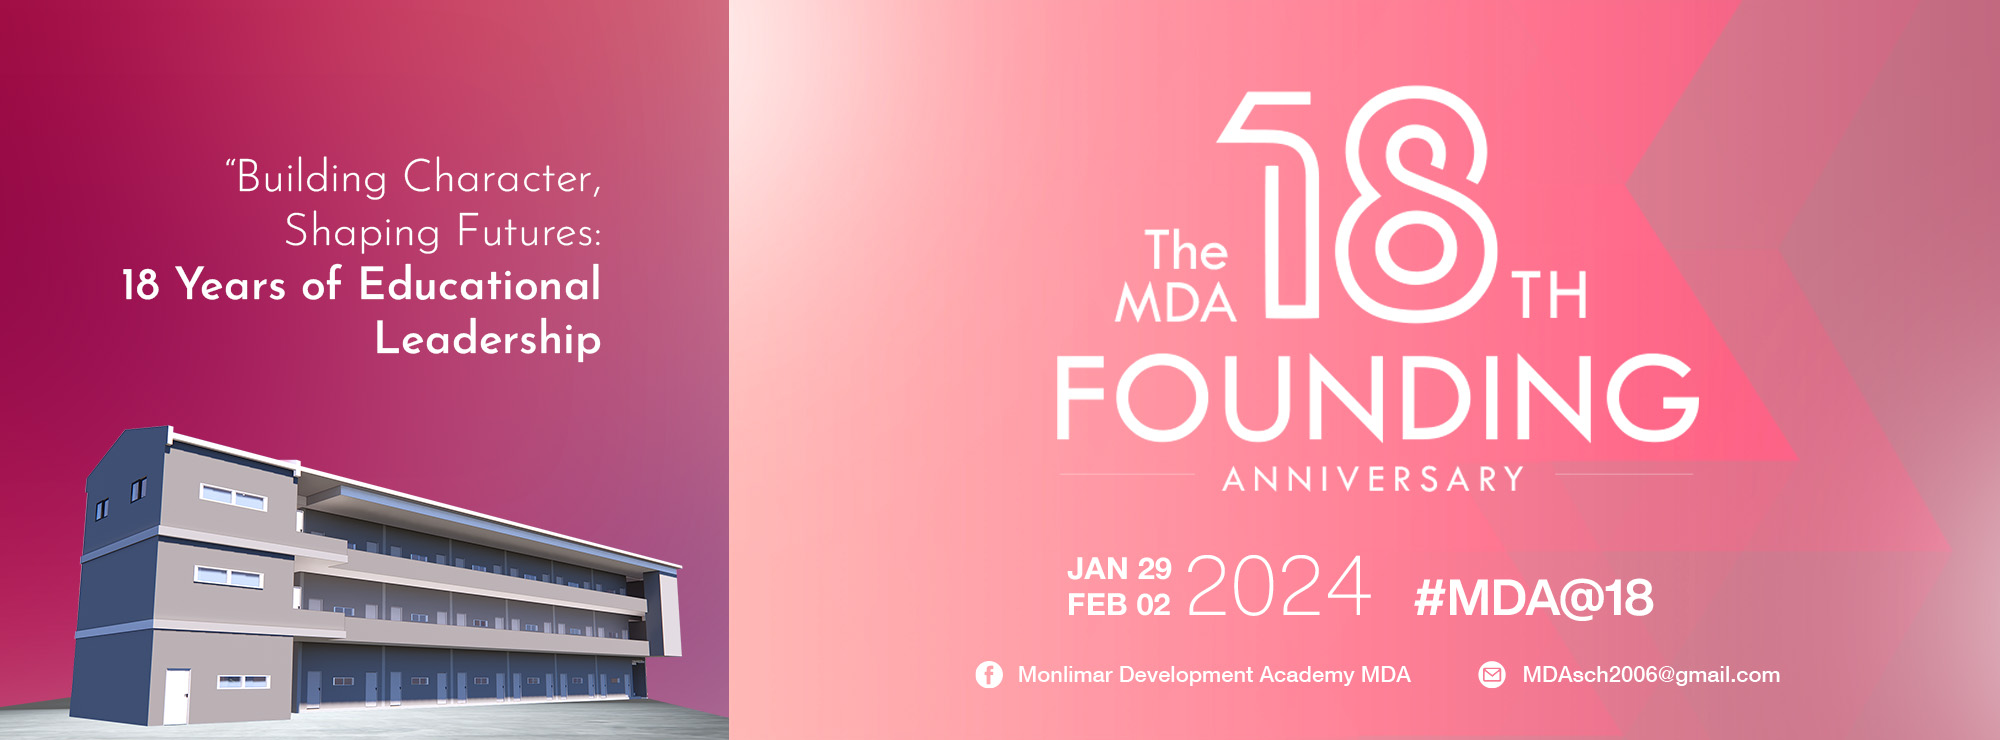 “Building Character,
Shaping Futures:
18 Years of Educational
Leadership
The
MDA
18
TH
FOUNDING
ANNIVERSARY
JAN 29
FEB 02
2024
#MDA@18
Monlimar Development Academy MDA
MDAsch2006@gmail.com